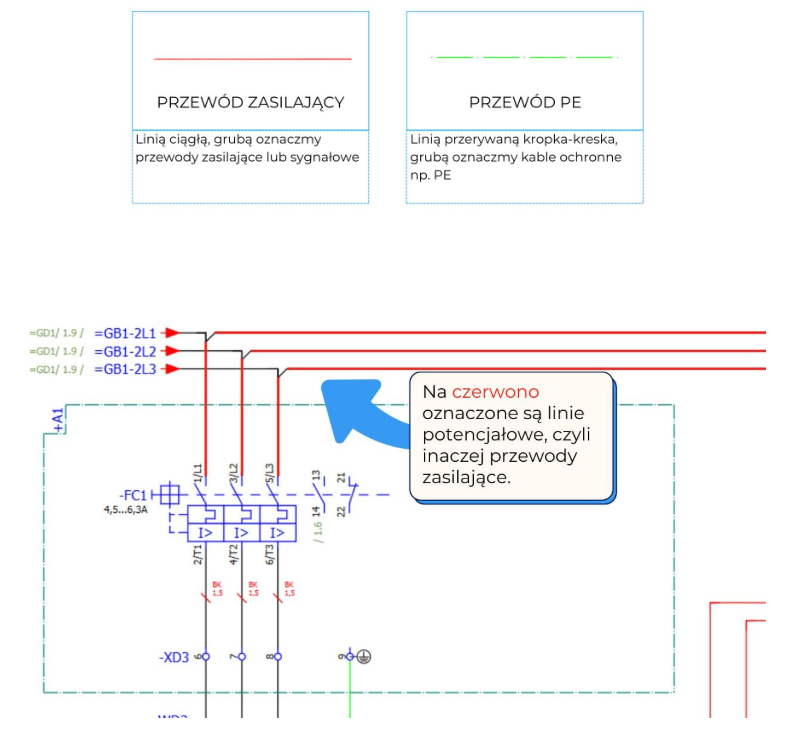 PRZEWÓD ZASILAJĄCY
Linią ciągłą, grubą oznaczmy
przewody zasilające lub sygnałowe
PRZEWÓD PE
Linią przerywaną kropka-kreska,
grubą oznaczmy kable ochronne
np. PE
=GD1/ 1.9 / =GB1-2L1
=GD1/ 1.9 / =GB1-2L2
=GD1/ 1.9 / =GB1-2L3
Na czerwono
oznaczone są linie
potencjałowe, czyli
inaczej przewody
zasilające.
+A1
1/L1 3/L2 5/L3 13 21
-FC1
4,5...6,3A
14 22
I> I> I>
/ 1.6
2/T1 4/T2 6/T3
BK BK BK
1,5 1,5 1,5
-XD3 6 7 8 9